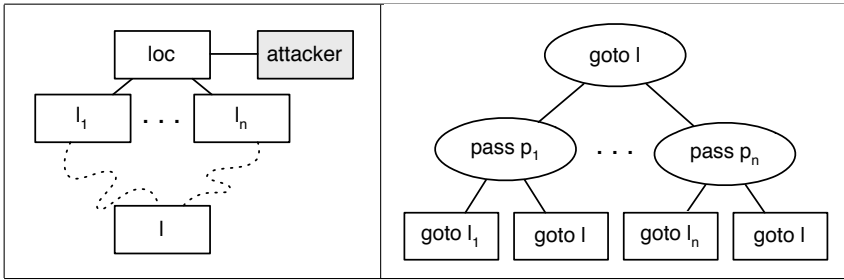 loc attacker
l₁ . . . lₙ
l
goto l
pass p₁ . . . pass pₙ
goto l₁ goto l goto lₙ goto l